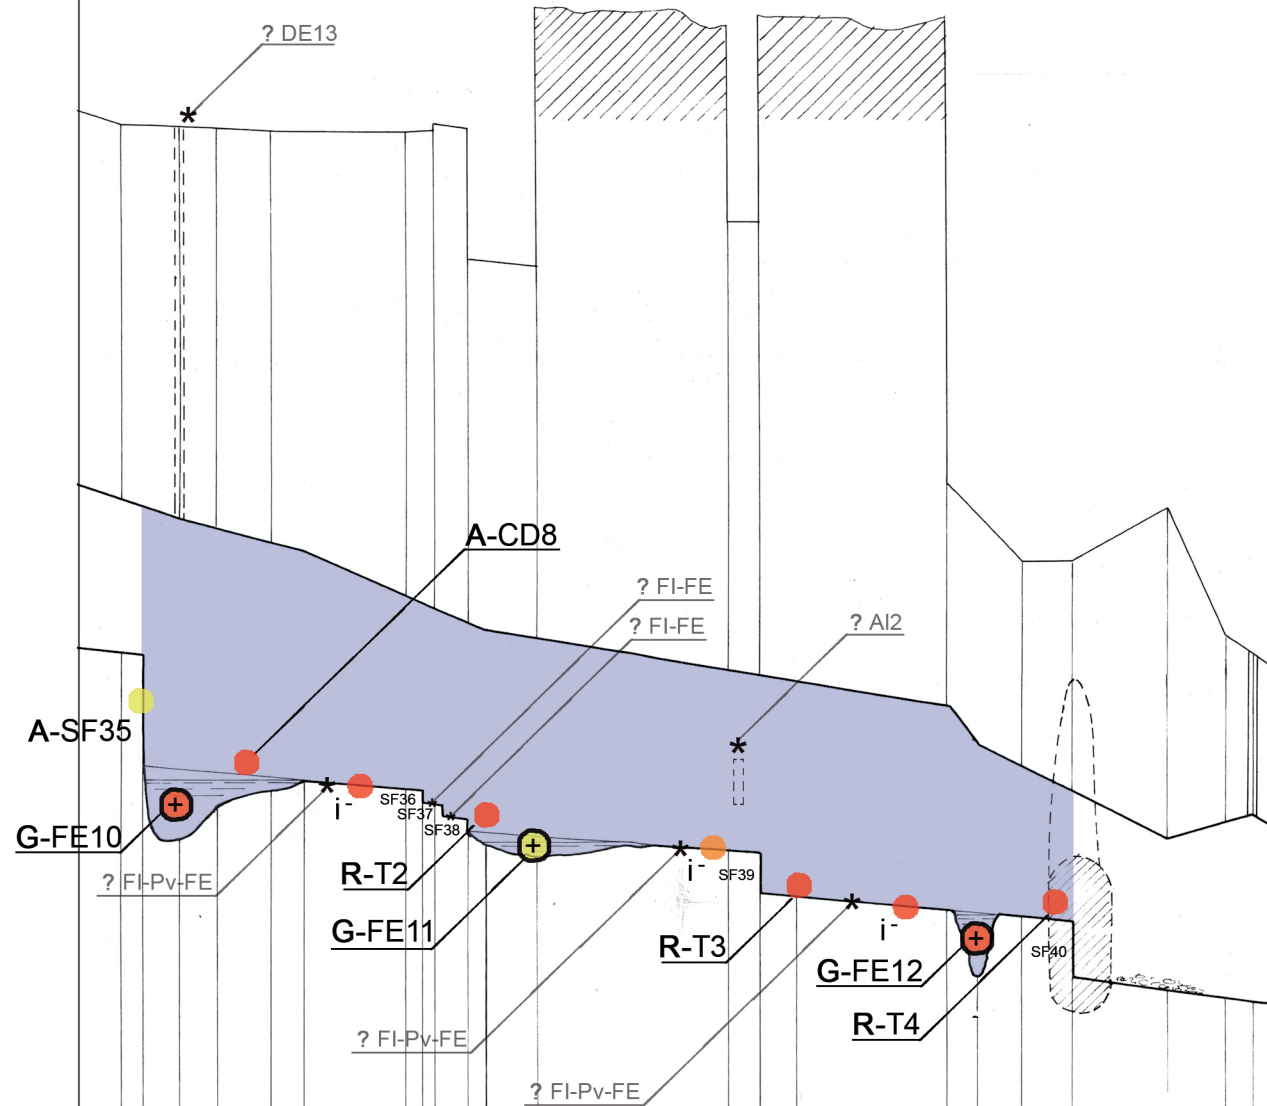 ? DE13
*
A-CD8
? FI-FE
? FI-FE
? AI2
*
A-SF35
+
G-FE10
* i-
SF36
SF37 *
SF38 *
? FI-Pv-FE
R-T2
+
G-FE11
* i-
SF39
R-T3
* i-
+
G-FE12
SF40
R-T4
? FI-Pv-FE
? FI-Pv-FE